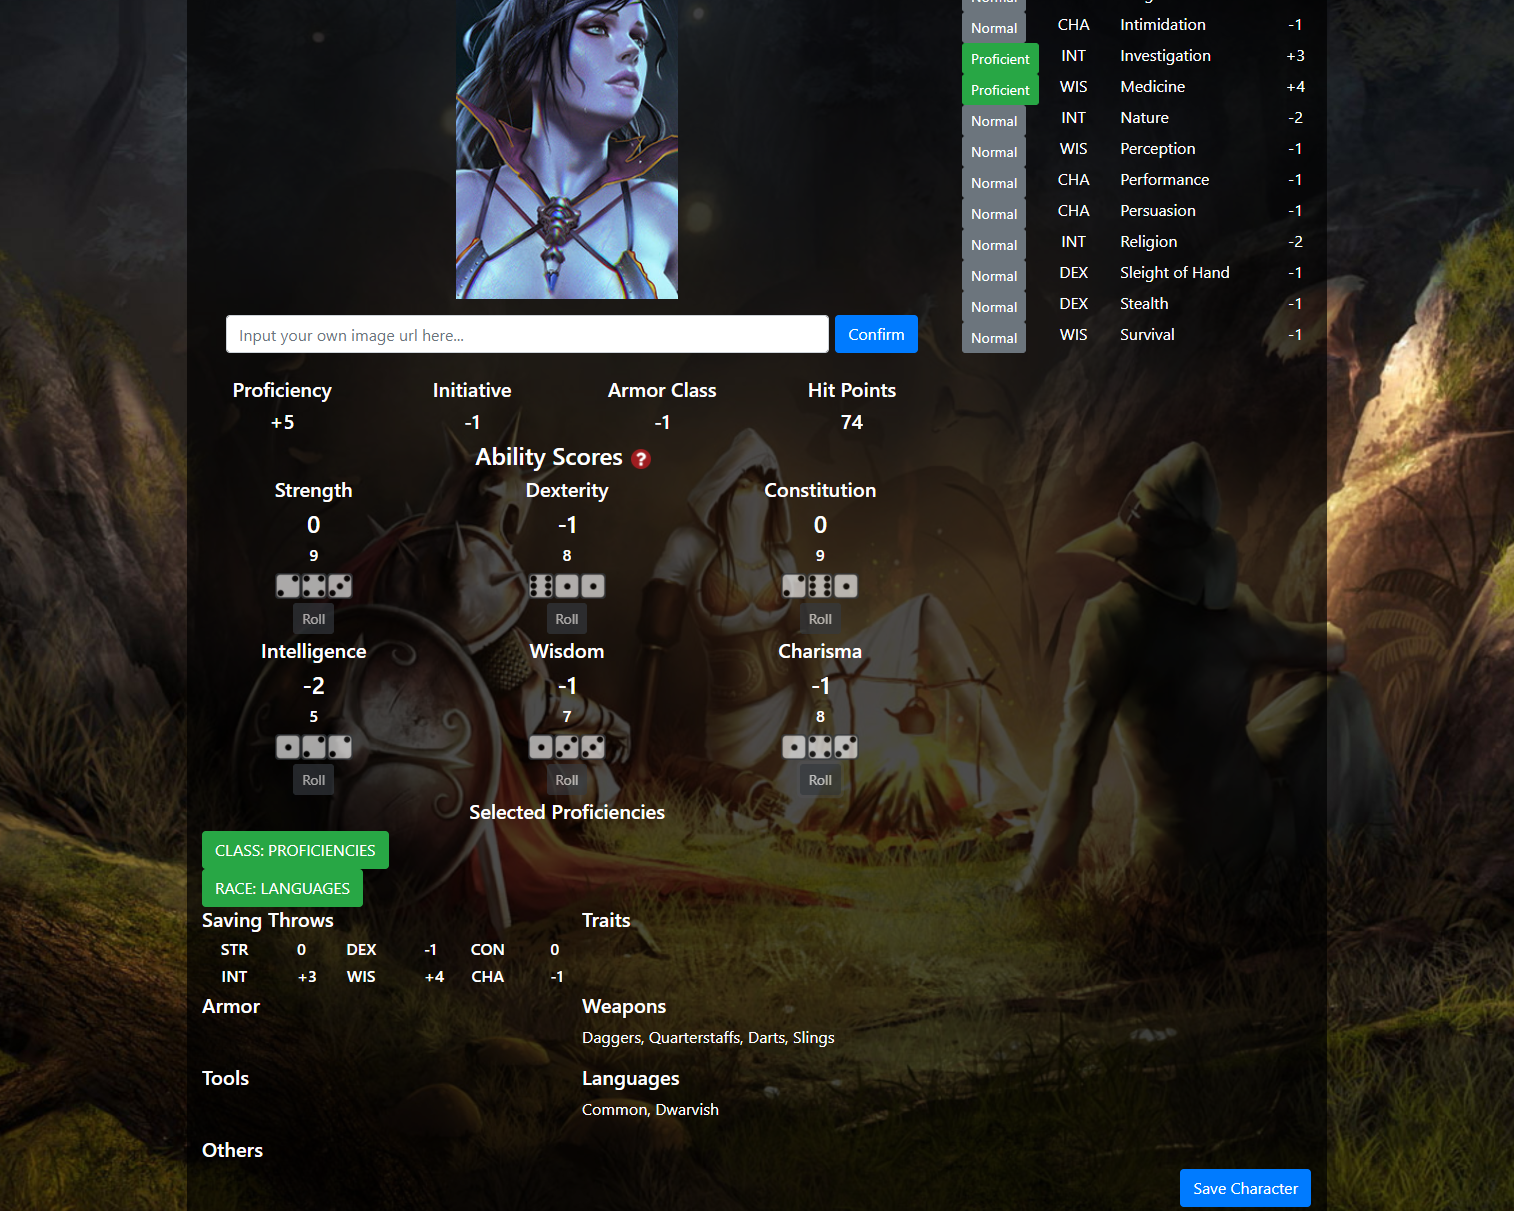 Normal CHA Intimidation -1
Proficient INT Investigation +3
Proficient WIS Medicine +4
Normal INT Nature -2
Normal WIS Perception -1
Normal CHA Performance -1
Normal CHA Persuasion -1
Normal INT Religion -2
Normal DEX Sleight of Hand -1
Normal DEX Stealth -1
Normal WIS Survival -1
Input your own image url here... Confirm
Proficiency Initiative Armor Class Hit Points
+5 -1 -1 74
Ability Scores ?
Strength Dexterity Constitution
0 -1 0
9 8 9
Roll Roll Roll
Intelligence Wisdom Charisma
-2 -1 -1
5 7 8
Roll Roll Roll
Selected Proficiencies
CLASS: PROFICIENCIES
RACE: LANGUAGES
Saving Throws Traits
STR 0 DEX -1 CON 0
INT +3 WIS +4 CHA -1
Armor Weapons
Daggers, Quarterstaffs, Darts, Slings
Tools Languages
Common, Dwarvish
Others
Save Character